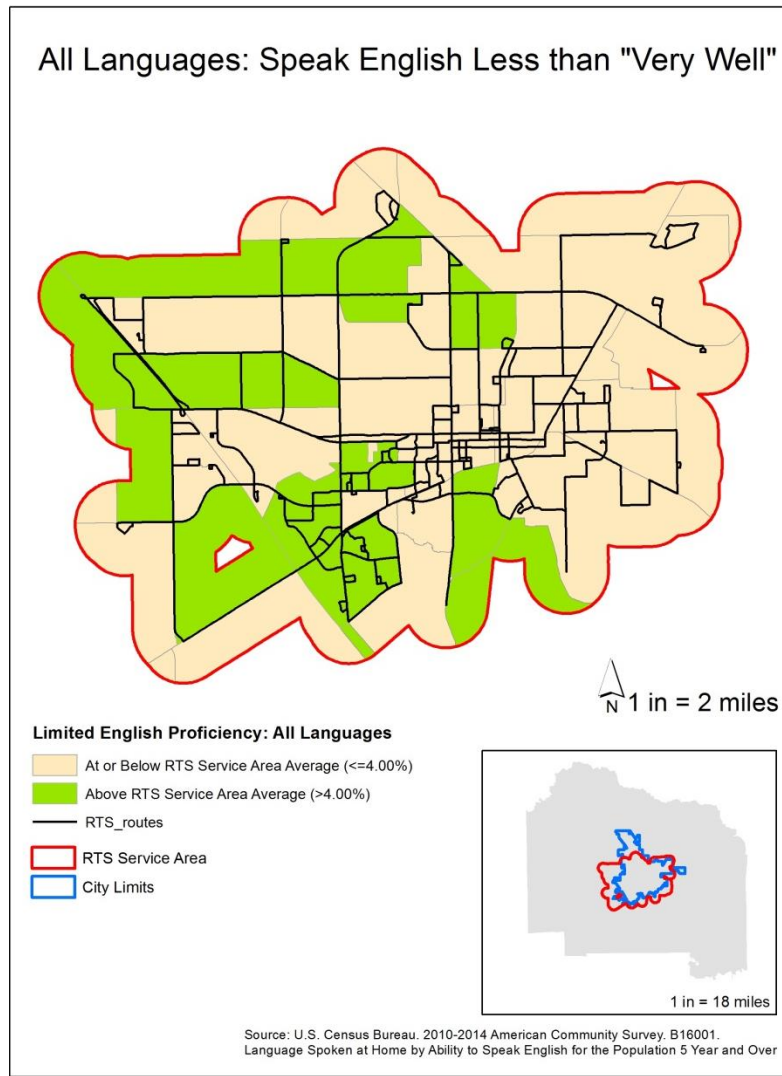 All Languages: Speak English Less than "Very Well"
N 1 in = 2 miles
Limited English Proficiency: All Languages
At or Below RTS Service Area Average (<=4.00%)
Above RTS Service Area Average (>4.00%)
RTS_routes
RTS Service Area
City Limits
1 in = 18 miles
Source: U.S. Census Bureau. 2010-2014 American Community Survey. B16001.
Language Spoken at Home by Ability to Speak English for the Population 5 Year and Over